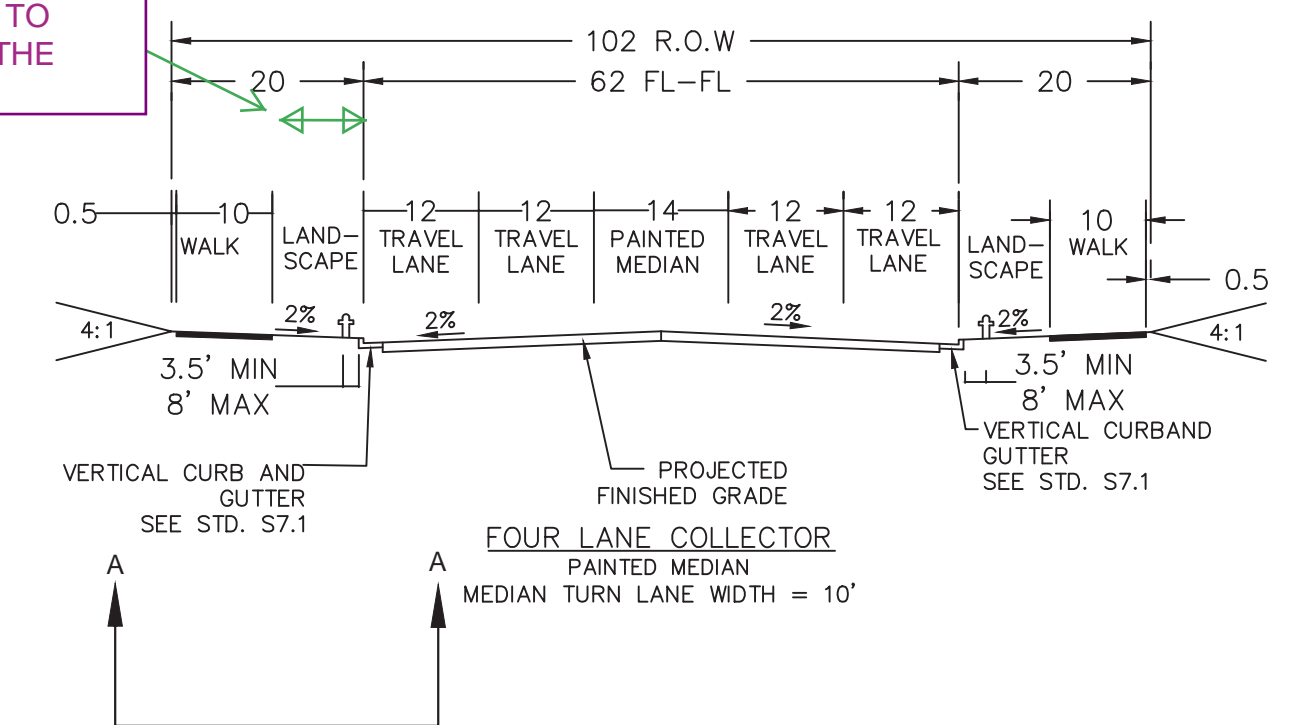 TO
THE
102 R.O.W
20
62 FL-FL
20
0.5
10
WALK
LAND-
SCAPE
12
TRAVEL
LANE
12
TRAVEL
LANE
14
PAINTED
MEDIAN
12
TRAVEL
LANE
12
TRAVEL
LANE
LAND-
SCAPE
10
WALK
0.5
4:1
2%
2%
2%
2%
4:1
3.5' MIN
8' MAX
3.5' MIN
8' MAX
VERTICAL CURB AND
GUTTER
SEE STD. S7.1
PROJECTED
FINISHED GRADE
VERTICAL CURBAND
GUTTER
SEE STD. S7.1
FOUR LANE COLLECTOR
PAINTED MEDIAN
MEDIAN TURN LANE WIDTH = 10'
A
A